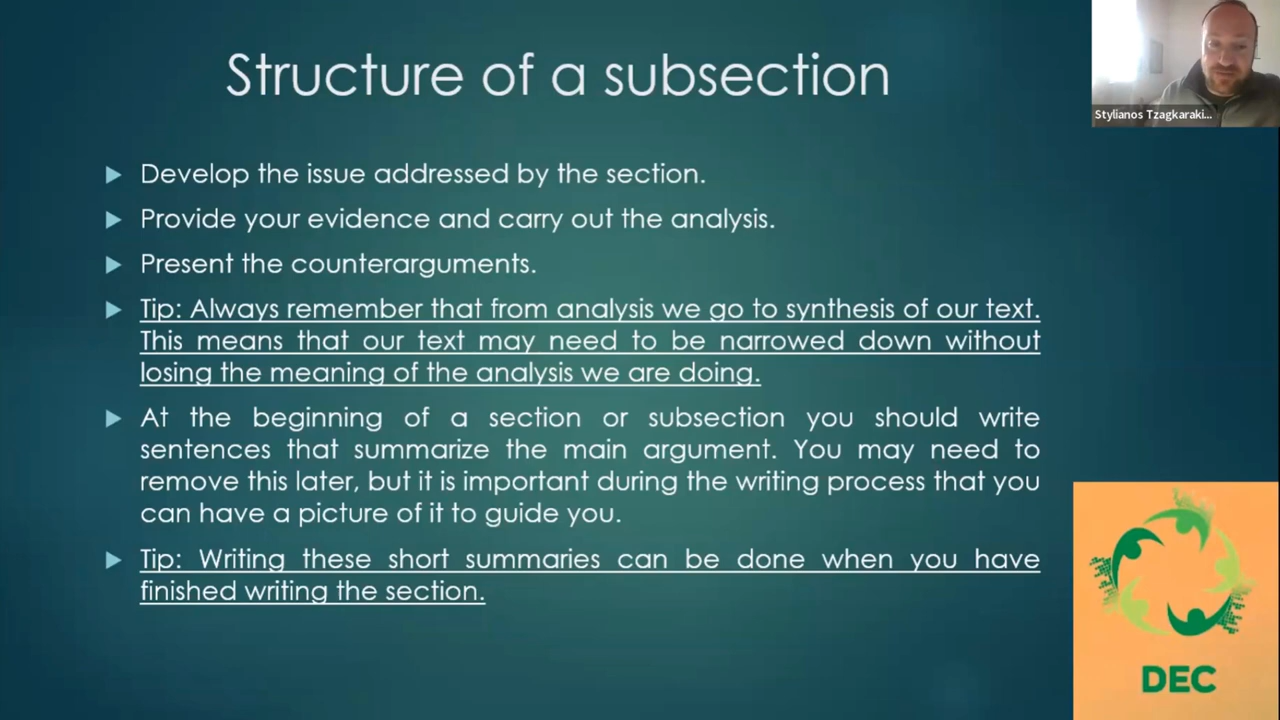 Structure of a subsection
Stylianos Tzagkaraki...
Develop the issue addressed by the section.
Provide your evidence and carry out the analysis.
Present the counterarguments.
Tip: Always remember that from analysis we go to synthesis of our text.
This means that our text may need to be narrowed down without
losing the meaning of the analysis we are doing.
At the beginning of a section or subsection you should write
sentences that summarize the main argument. You may need to
remove this later, but it is important during the writing process that you
can have a picture of it to guide you.
Tip: Writing these short summaries can be done when you have
finished writing the section.
DEC